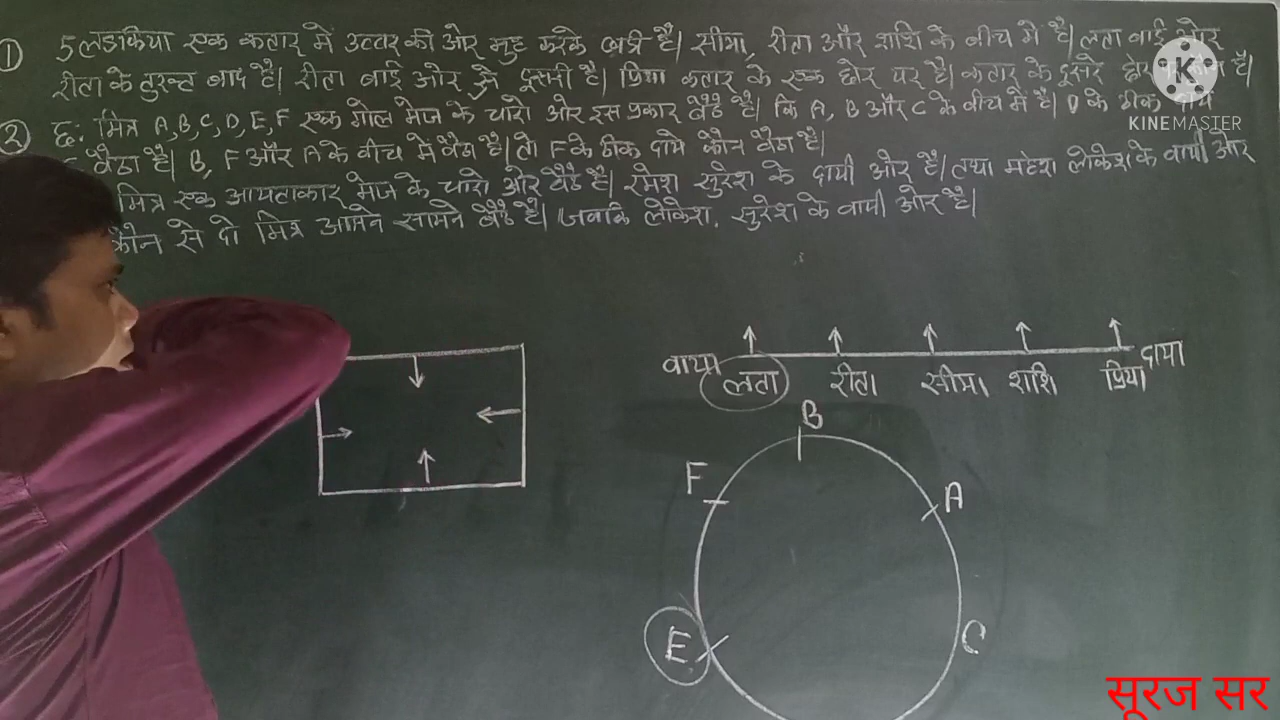 ① 5 लडकिया एक कतार में उत्तर की ओर मुह करके खडी है। सीमा, रीता और शशि के बीच में है। लता बाई ओर
रीता के तुरन्त बाद है। रीता बाई ओर से दूसरी है। प्रिया कतार के एक छोर पर है। कतार के दूसरे छोर है।
② छः मित्र A,B,C,D,E,F एक गोल मेज के चारो ओर इस प्रकार बैठे है। कि A, B और C के बीच में है। D के ठीक
बैठा है। B, F और A के बीच में बैठा है। तो F के ठीक दाये कौन बैठा है।
मित्र एक आयताकार मेज के चारो ओर बैठे है। रमेश सुरेश के दायी ओर है। तथा महेश लोकेश के बायी ओर
कौन से दो मित्र आमने सामने बैठे है। जबकि लोकेश, सुरेश के बायी ओर है।
K
KINEMASTER
बाया लता रीता सीमा शशि प्रिया दाया
B
F A
E C
सूरज सर